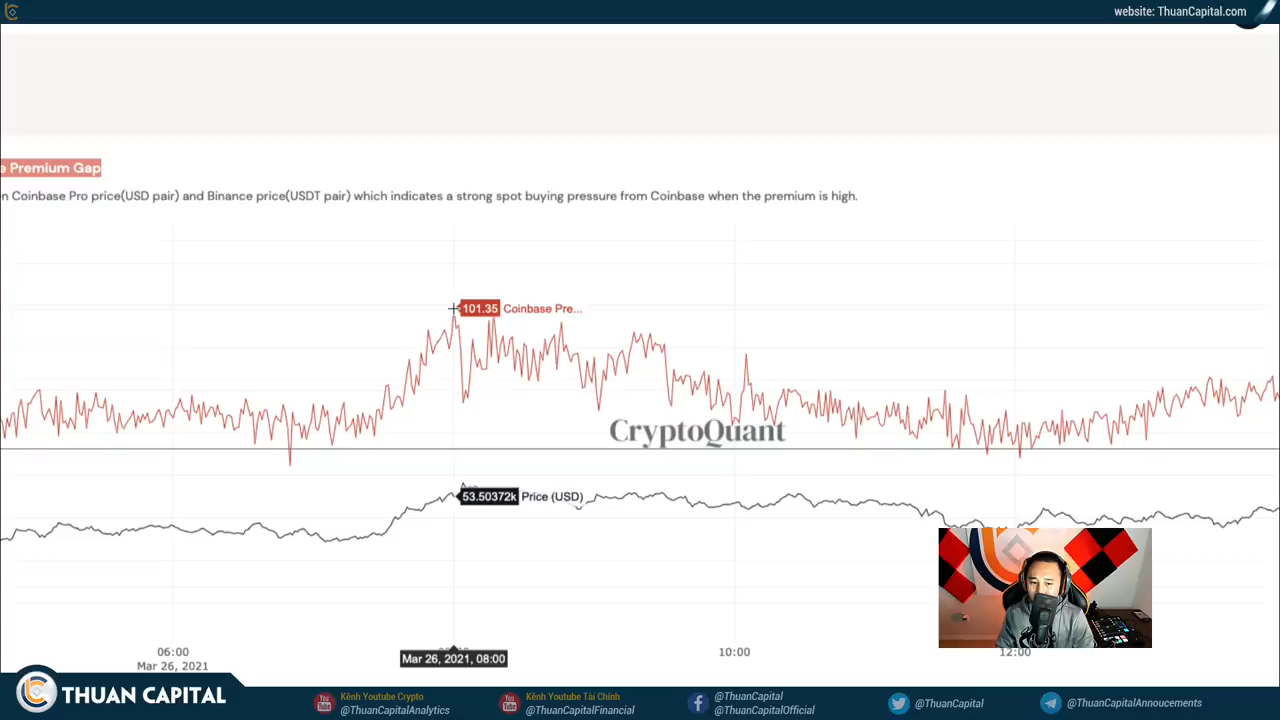 website: ThuanCapital.com
e Premium Gap
n Coinbase Pro price(USD pair) and Binance price(USDT pair) which indicates a strong spot buying pressure from Coinbase when the premium is high.
101.35 Coinbase Pre...
CryptoQuant
53.50372k Price (USD)
06:00
Mar 26, 2021
Mar 26, 2021, 08:00
10:00
12:00
THUAN CAPITAL
Kênh Youtube Crypto
@ThuanCapitalAnalytics
Kênh Youtube Tài Chính
@ThuanCapitalFinancial
@ThuanCapital
@ThuanCapitalOfficial
@ThuanCapital
@ThuanCapitalAnnoucements